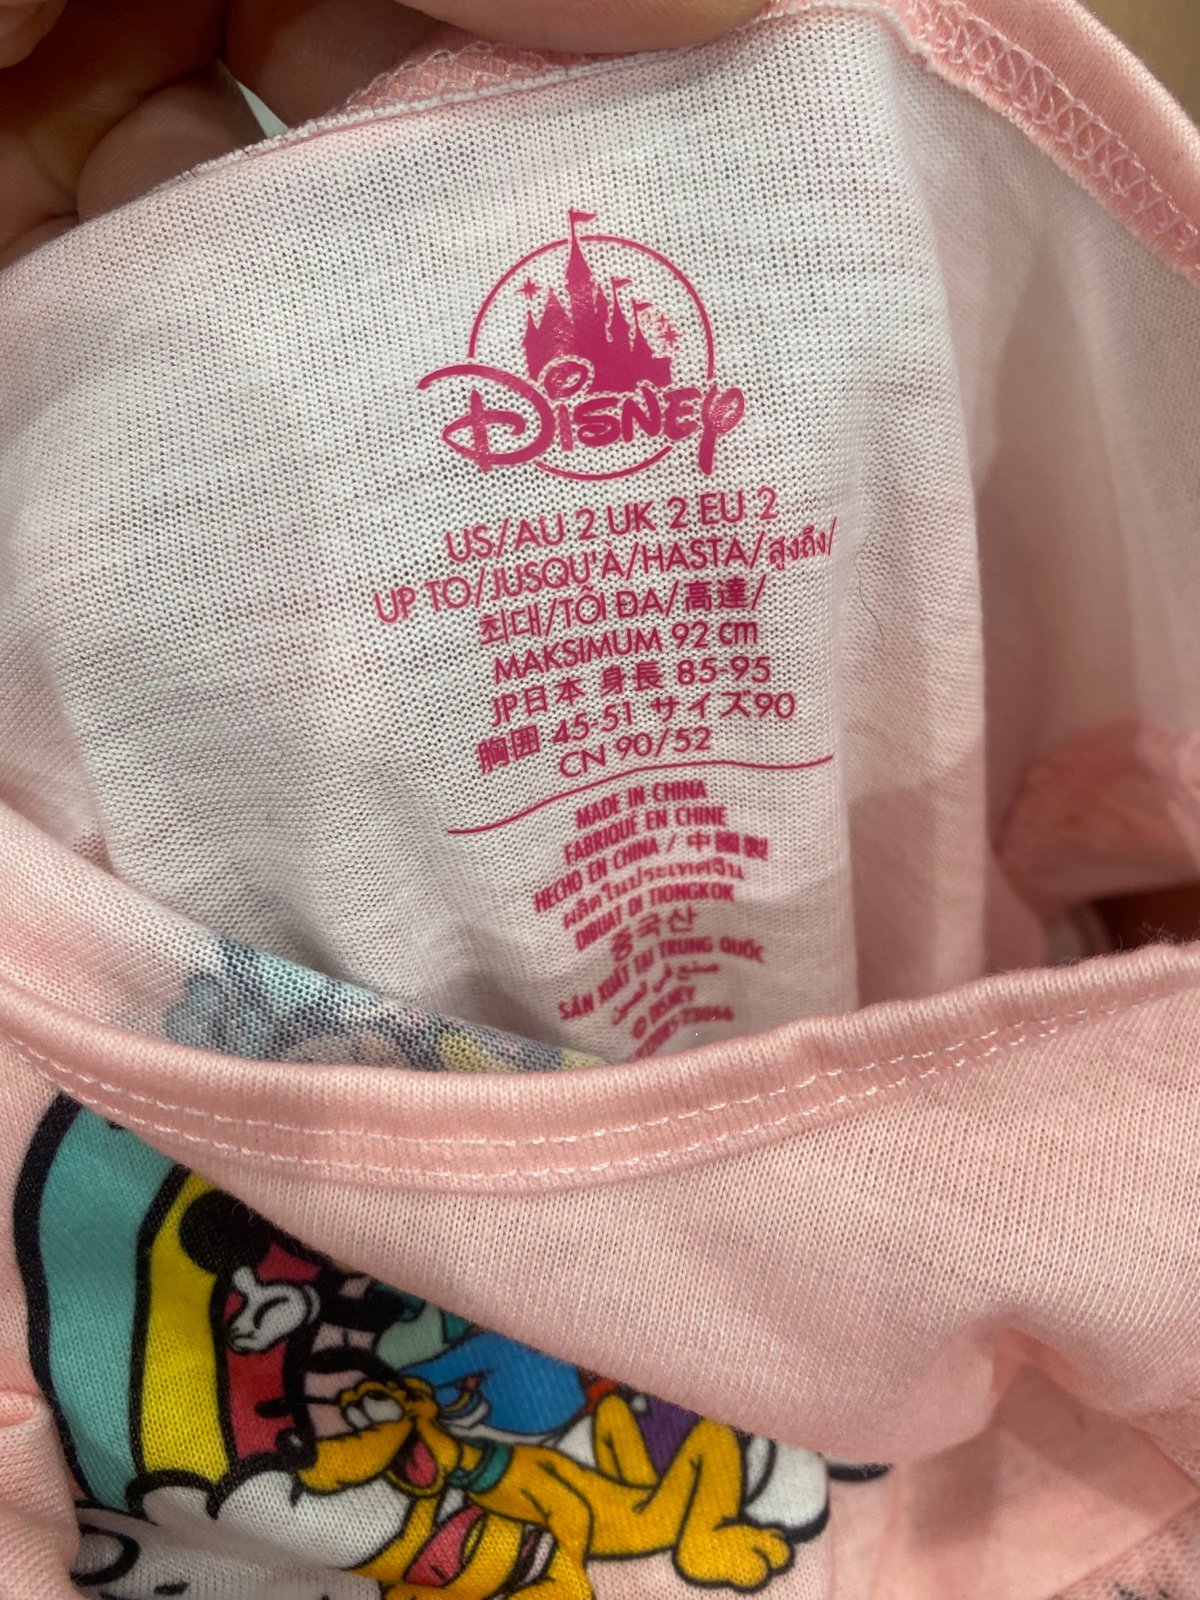 Disney
US/AU 2 UK 2 EU 2
UP TO/JUSQU'À/HASTA/สูงถึง/
최대/TỐI ĐA/高達/
MAKSIMUM 92 cm
JP日本 身長 85-95
胸囲 45-51 サイズ90
CN 90/52
MADE IN CHINA
FABRIQUÉ EN CHINE
HECHO EN CHINA / 中國製
ผลิตในประเทศจีน
DIBUAT DI TIONGKOK
중국산
SẢN XUẤT TẠI TRUNG QUỐC
صنع في الصين
© DISNEY